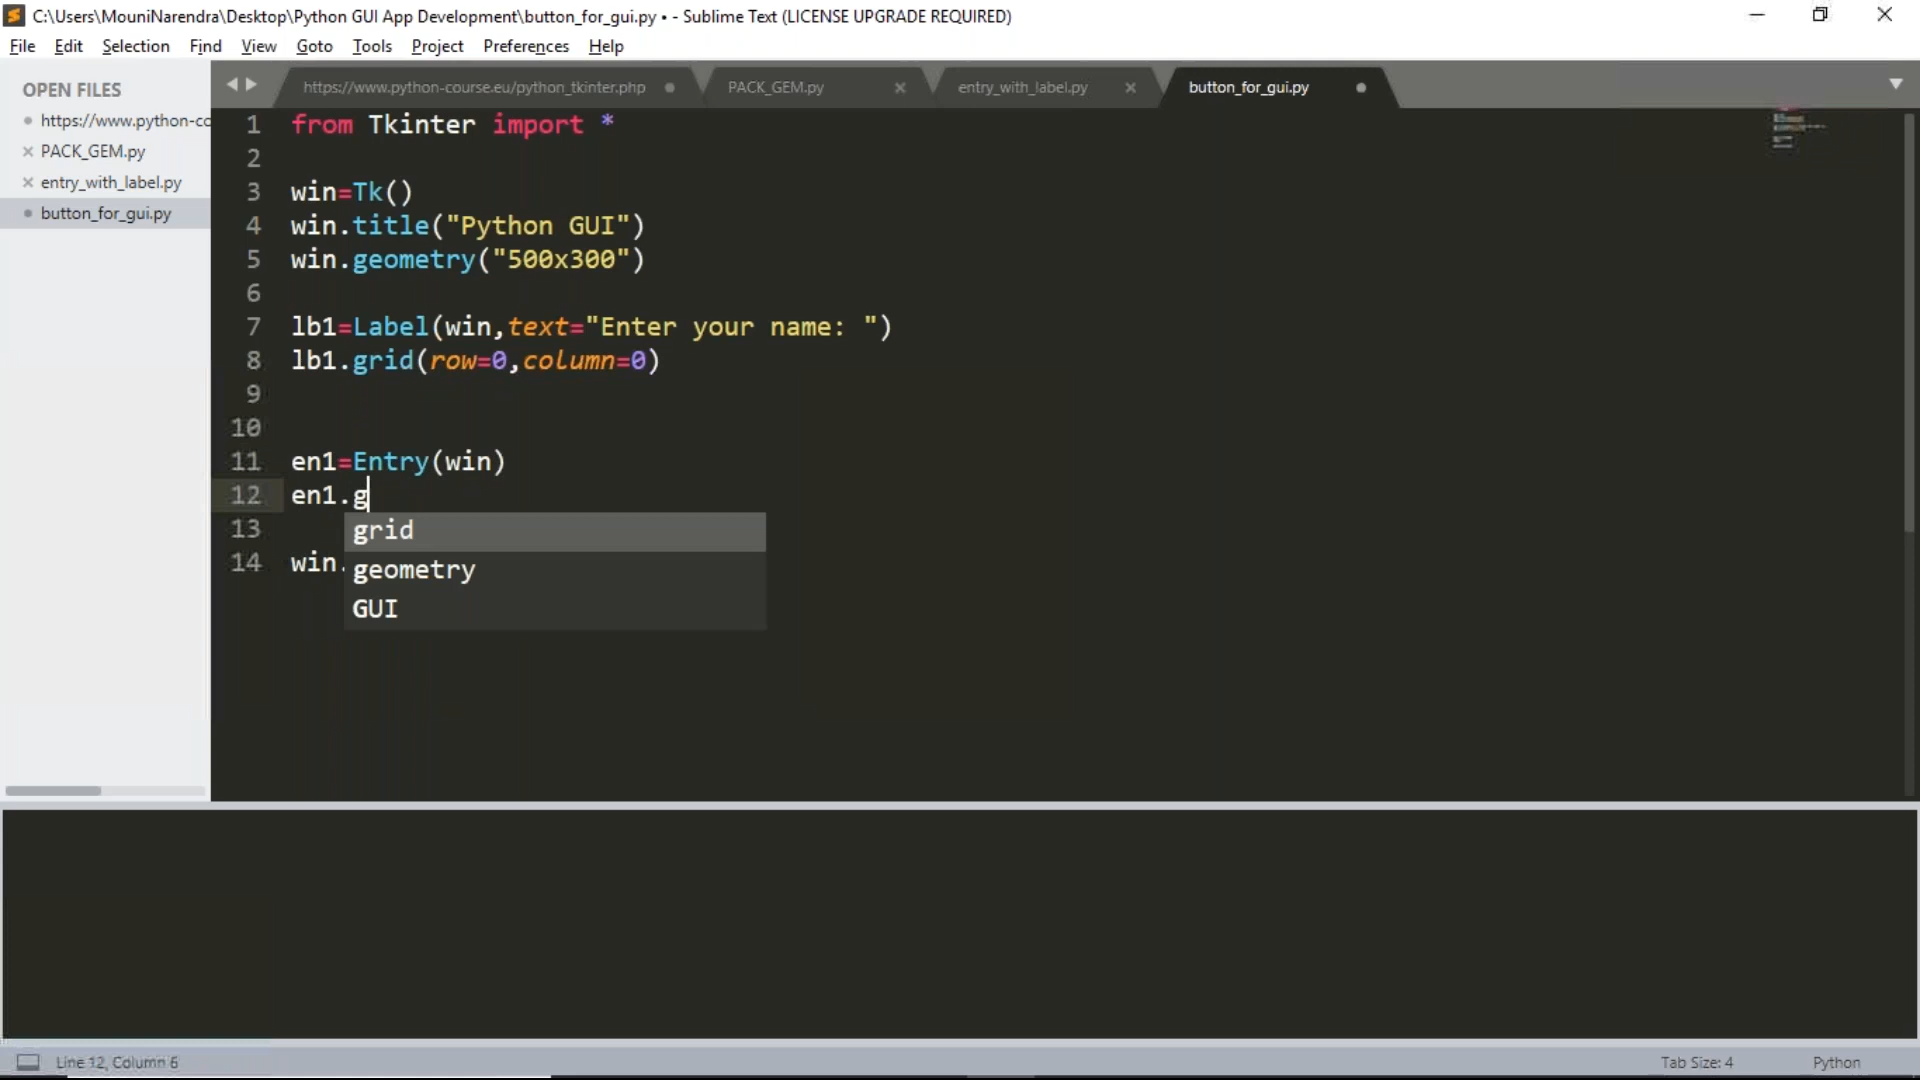 C:\Users\MouniNarendra\Desktop\Python GUI App Development\button_for_gui.py • - Sublime Text (LICENSE UPGRADE REQUIRED)
File Edit Selection Find View Goto Tools Project Preferences Help
OPEN FILES
https://www.python-co
PACK_GEM.py
entry_with_label.py
button_for_gui.py
https://www.python-course.eu/python_tkinter.php
PACK_GEM.py
entry_with_label.py
button_for_gui.py
1 from Tkinter import *
2
3 win=Tk()
4 win.title("Python GUI")
5 win.geometry("500x300")
6
7 lb1=Label(win,text="Enter your name: ")
8 lb1.grid(row=0,column=0)
9
10
11 en1=Entry(win)
12 en1.g
13
14 win.
grid
geometry
GUI
Line 12, Column 6
Tab Size: 4
Python